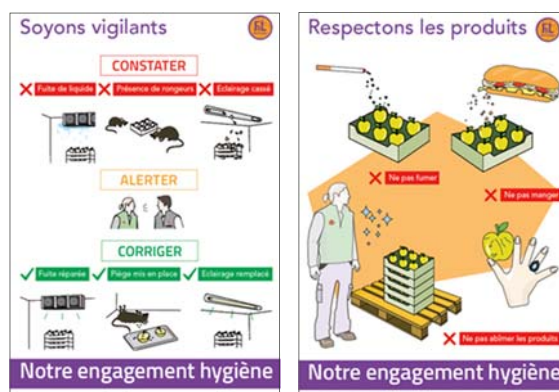 Soyons vigilants
CONSTATER
Fuite de liquide
Présence de rongeurs
Eclairage cassé
ALERTER
CORRIGER
Fuite réparée
Piège mis en place
Eclairage remplacé
Notre engagement hygiène
Respectons les produits
Ne pas fumer
Ne pas manger
Ne pas abîmer les produits
Notre engagement hygiène